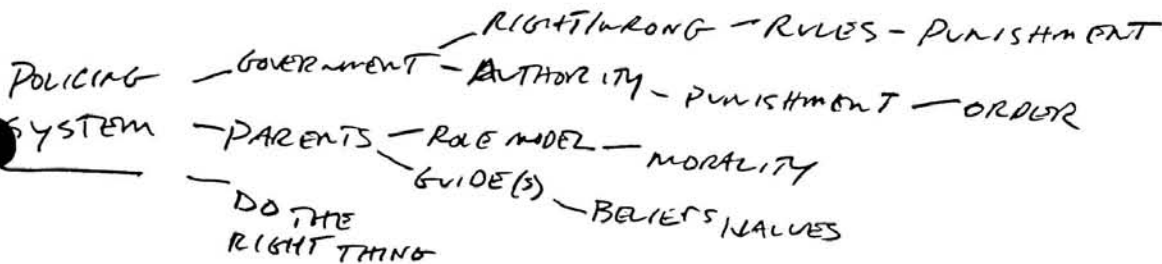 RIGHT/WRONG - RULES - PUNISHMENT
POLICING - GOVERNMENT - AUTHORITY - PUNISHMENT - ORDER
SYSTEM - PARENTS - ROLE MODEL - MORALITY
GUIDE(S) - BELIEFS/VALUES
- DO THE
RIGHT THING